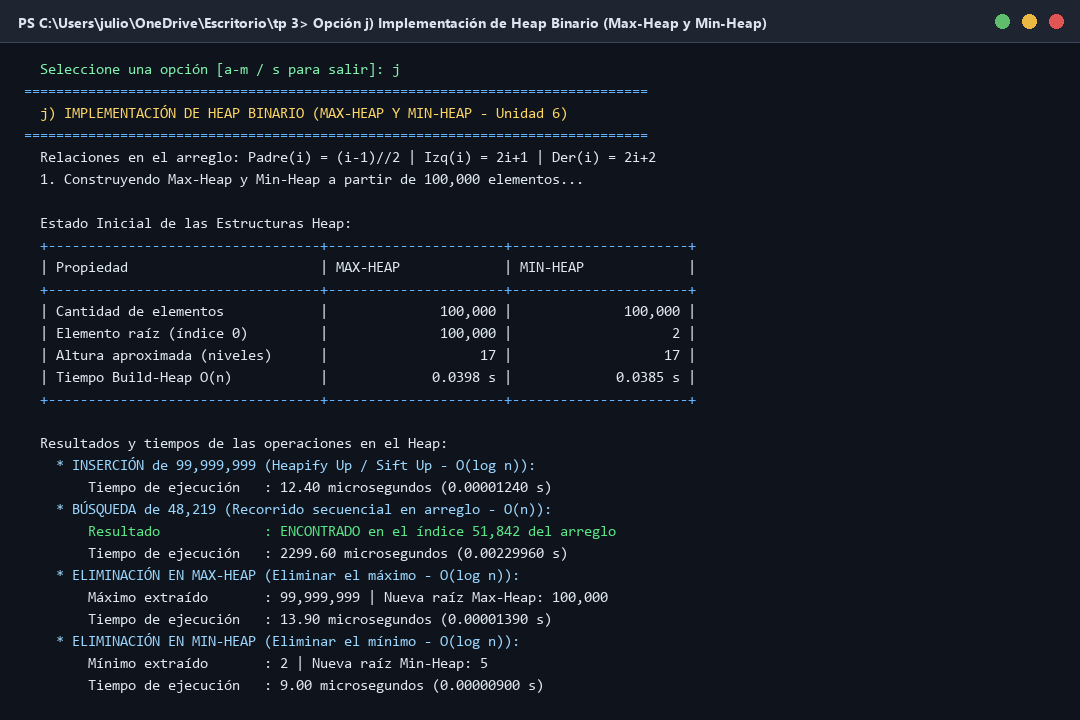 PS C:\Users\julio\OneDrive\Escritorio\tp 3> Opción j) Implementación de Heap Binario (Max-Heap y Min-Heap)
Seleccione una opción [a-m / s para salir]: j
==============================================================================
j) IMPLEMENTACIÓN DE HEAP BINARIO (MAX-HEAP Y MIN-HEAP - Unidad 6)
==============================================================================
Relaciones en el arreglo: Padre(i) = (i-1)//2 | Izq(i) = 2i+1 | Der(i) = 2i+2
1. Construyendo Max-Heap y Min-Heap a partir de 100,000 elementos...
Estado Inicial de las Estructuras Heap:
+----------------------------------+----------------------+----------------------+
| Propiedad                        | MAX-HEAP             | MIN-HEAP             |
+----------------------------------+----------------------+----------------------+
| Cantidad de elementos            |              100,000 |              100,000 |
| Elemento raíz (índice 0)         |              100,000 |                    2 |
| Altura aproximada (niveles)      |                   17 |                   17 |
| Tiempo Build-Heap O(n)           |             0.0398 s |             0.0385 s |
+----------------------------------+----------------------+----------------------+
Resultados y tiempos de las operaciones en el Heap:
* INSERCIÓN de 99,999,999 (Heapify Up / Sift Up - O(log n)):
Tiempo de ejecución   : 12.40 microsegundos (0.00001240 s)
* BÚSQUEDA de 48,219 (Recorrido secuencial en arreglo - O(n)):
Resultado             : ENCONTRADO en el índice 51,842 del arreglo
Tiempo de ejecución   : 2299.60 microsegundos (0.00229960 s)
* ELIMINACIÓN EN MAX-HEAP (Eliminar el máximo - O(log n)):
Máximo extraído       : 99,999,999 | Nueva raíz Max-Heap: 100,000
Tiempo de ejecución   : 13.90 microsegundos (0.00001390 s)
* ELIMINACIÓN EN MIN-HEAP (Eliminar el mínimo - O(log n)):
Mínimo extraído       : 2 | Nueva raíz Min-Heap: 5
Tiempo de ejecución   : 9.00 microsegundos (0.00000900 s)